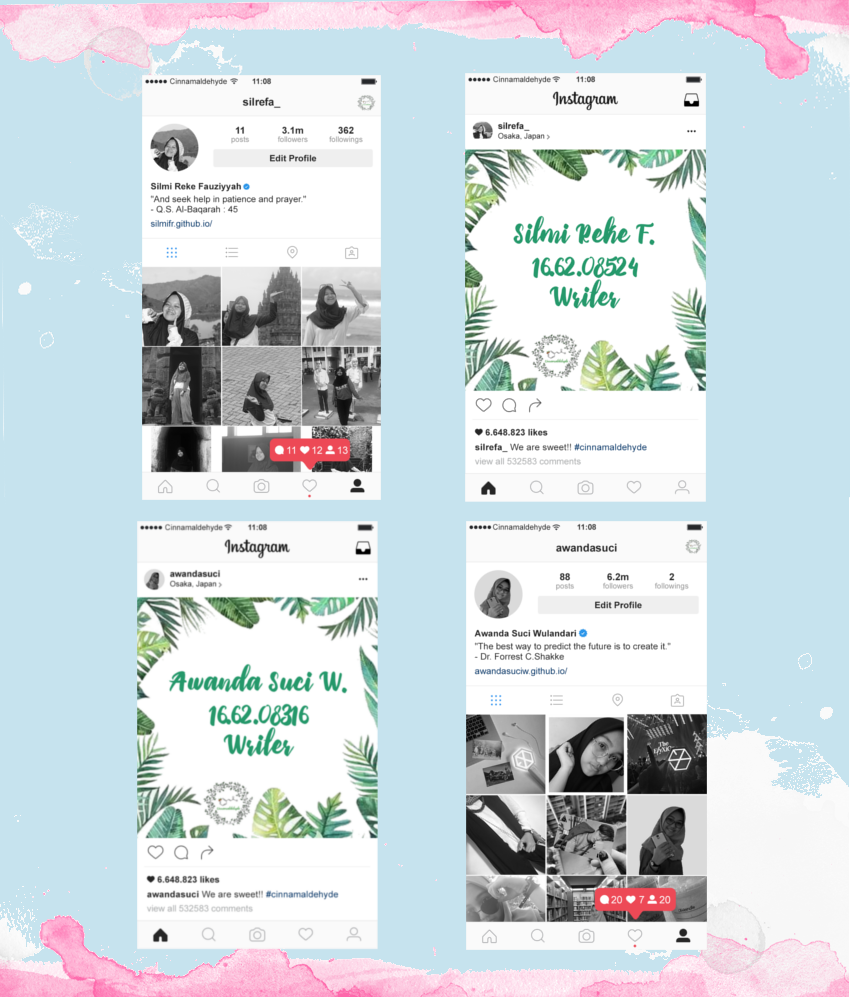 Cinnamaldehyde 11:08
silrefa_
11 3.1m 362
posts followers followings
Edit Profile
Silmi Reke Fauziyyah
"And seek help in patience and prayer."
- Q.S. Al-Baqarah : 45
silmifr.github.io/
11 12 13
Cinnamaldehyde 11:08
Instagram
silrefa_
Osaka, Japan >
Silmi Reke F.
16.62.08524
Writer
6.648.823 likes
silrefa_ We are sweet!! #cinnamaldehyde
view all 532583 comments
Cinnamaldehyde 11:08
Instagram
awandasuci
Osaka, Japan >
Awanda Suci W.
16.62.08316
Writer
6.648.823 likes
awandasuci We are sweet!! #cinnamaldehyde
view all 532583 comments
Cinnamaldehyde 11:08
awandasuci
88 6.2m 2
posts followers followings
Edit Profile
Awanda Suci Wulandari
"The best way to predict the future is to create it."
- Dr. Forrest C.Shakke
awandasuciw.github.io/
The
20 7 20